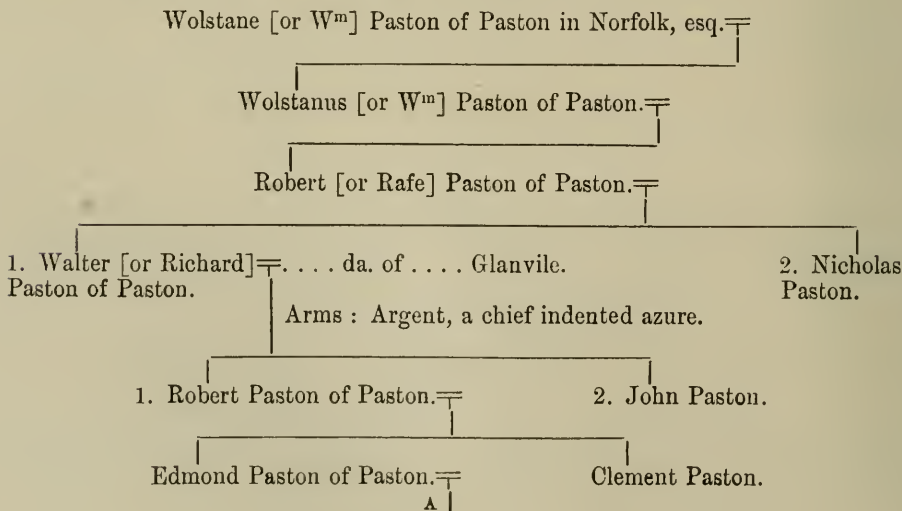 Wolstane [or Wᵐ] Paston of Paston in Norfolk, esq.
Wolstanus [or Wᵐ] Paston of Paston.
Robert [or Rafe] Paston of Paston.
1. Walter [or Richard] . . . . da. of . . . . Glanvile. 2. Nicholas
Paston of Paston. Paston.
Arms : Argent, a chief indented azure.
1. Robert Paston of Paston. 2. John Paston.
Edmond Paston of Paston. Clement Paston.
A